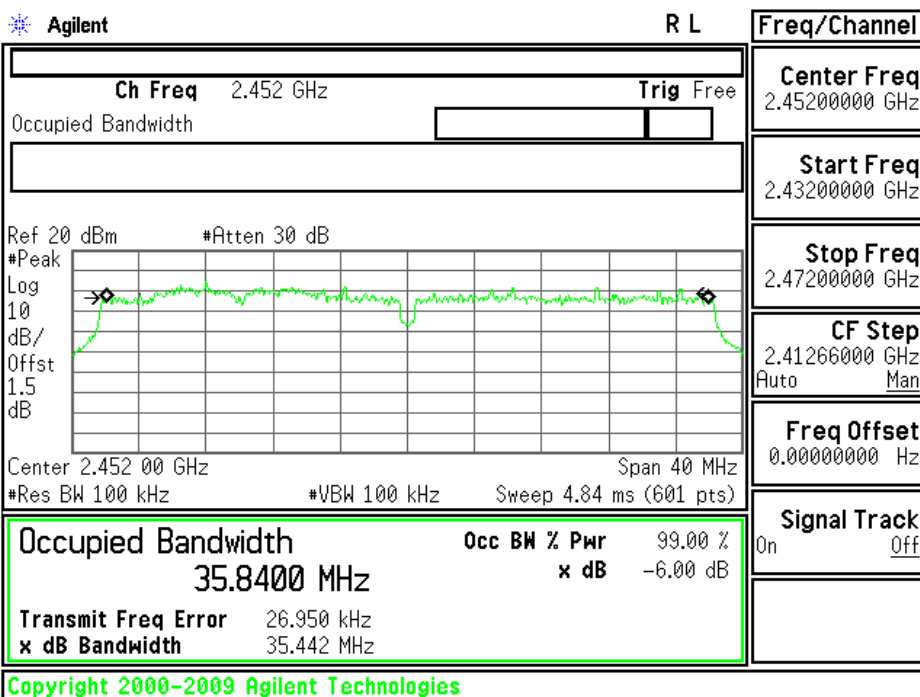 Agilent R L
Ch Freq 2.452 GHz Trig Free
Occupied Bandwidth
Ref 20 dBm #Atten 30 dB
#Peak
Log
10
dB/
Offst
1.5
dB
Center 2.452 00 GHz Span 40 MHz
#Res BW 100 kHz #VBW 100 kHz Sweep 4.84 ms (601 pts)
Occupied Bandwidth
35.8400 MHz
Occ BW % Pwr 99.00 %
x dB -6.00 dB
Transmit Freq Error 26.950 kHz
x dB Bandwidth 35.442 MHz
Copyright 2000-2009 Agilent Technologies
Freq/Channel
Center Freq
2.45200000 GHz
Start Freq
2.43200000 GHz
Stop Freq
2.47200000 GHz
CF Step
2.41266000 GHz
Auto Man
Freq Offset
0.00000000 Hz
Signal Track
On Off